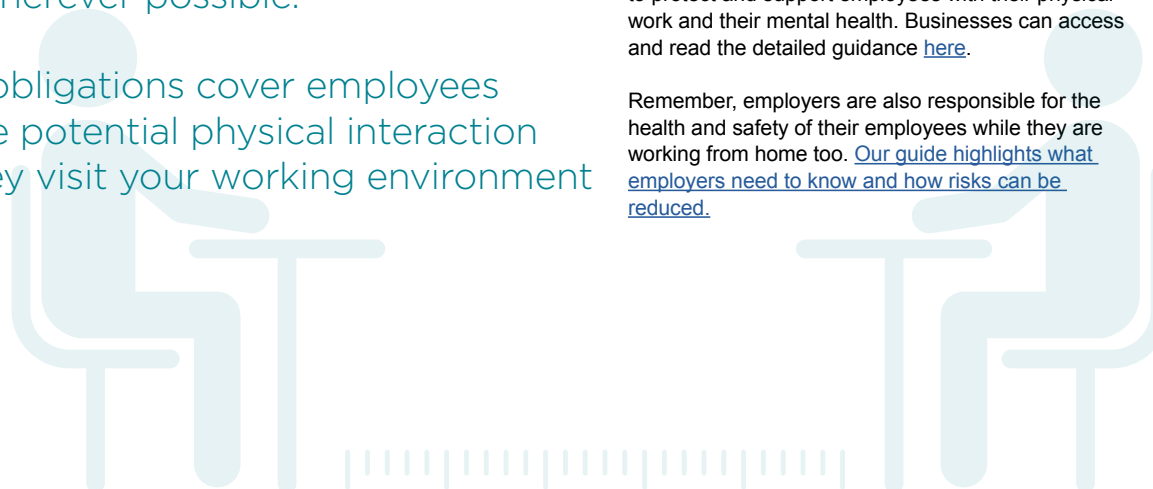 wherever possible.
obligations cover employees
e potential physical interaction
ey visit your working environment
to protect and support employees with their physical
work and their mental health. Businesses can access
and read the detailed guidance here.
Remember, employers are also responsible for the
health and safety of their employees while they are
working from home too. Our guide highlights what
employers need to know and how risks can be
reduced.